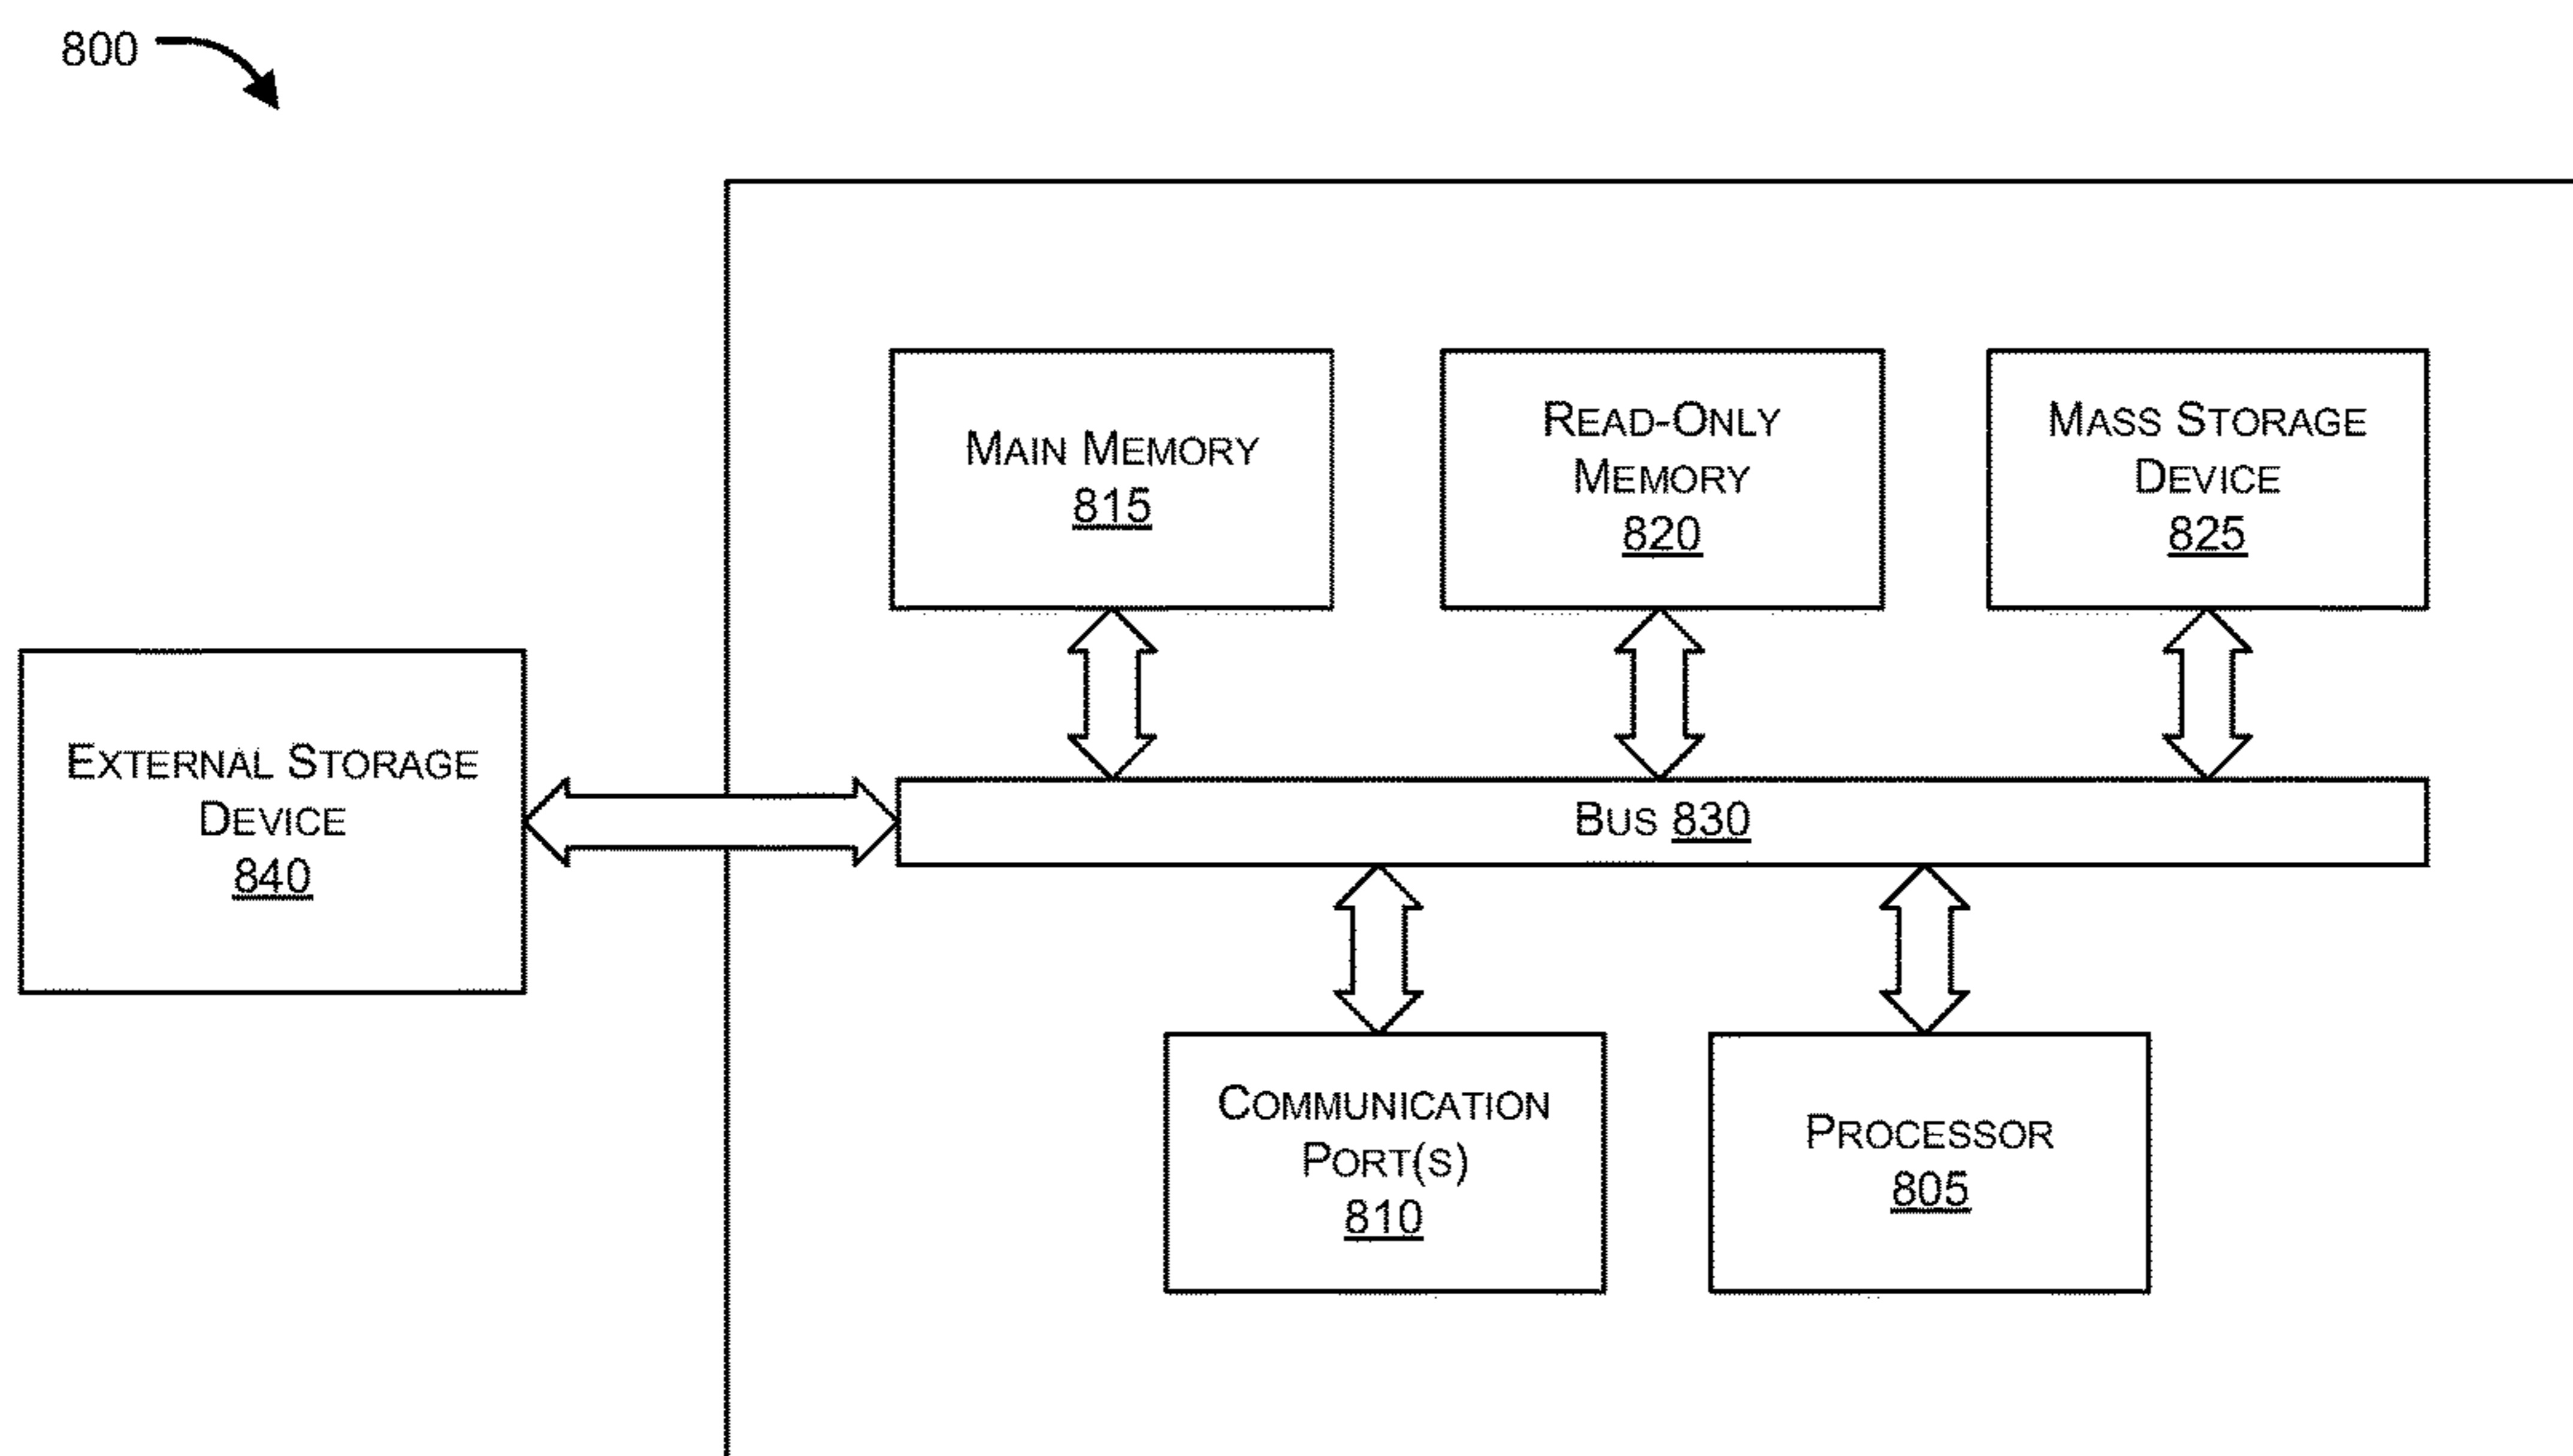 800
MAIN MEMORY
815
READ-ONLY
MEMORY
820
MASS STORAGE
DEVICE
825
EXTERNAL STORAGE
DEVICE
840
BUS 830
COMMUNICATION
PORT(S)
810
PROCESSOR
805